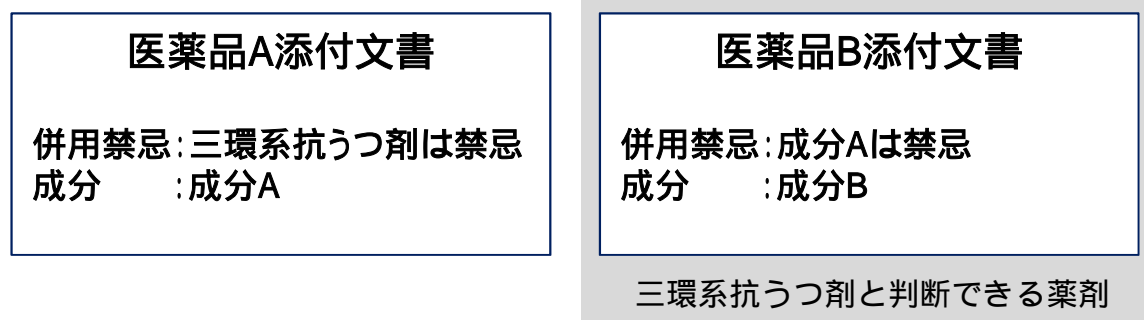 医薬品A添付文書
併用禁忌:三環系抗うつ剤は禁忌
成分　　:成分A
医薬品B添付文書
併用禁忌:成分Aは禁忌
成分　　:成分B
三環系抗うつ剤と判断できる薬剤